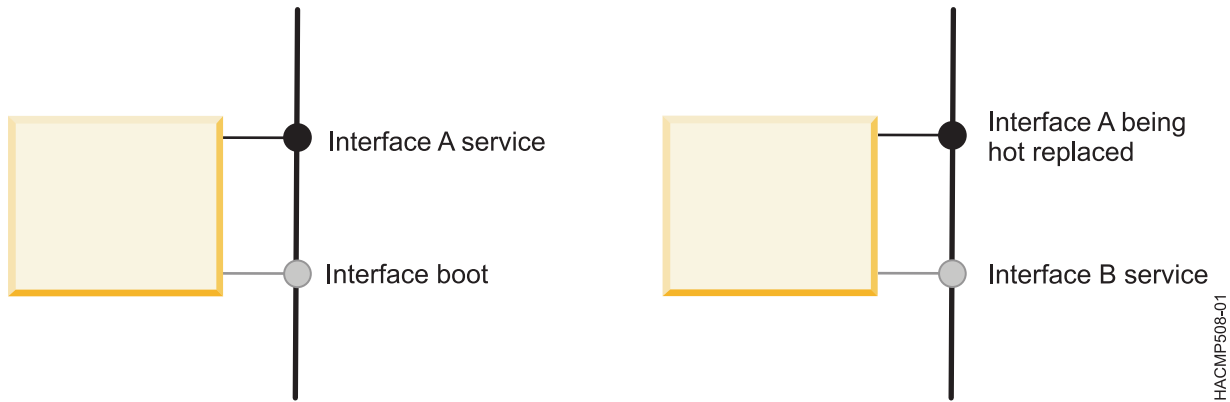 Interface A service
Interface boot
Interface A being
hot replaced
Interface B service
HACMP508-01